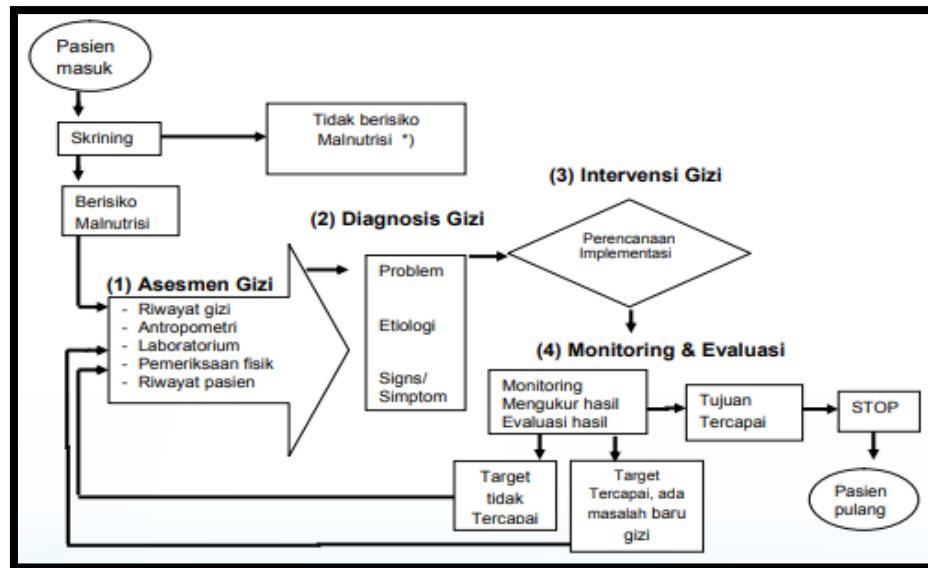 Pasien
masuk
Skrining
Tidak berisiko
Malnutrisi *)
Berisiko
Malnutrisi
(1) Asesmen Gizi
- Riwayat gizi
- Antropometri
- Laboratorium
- Pemeriksaan fisik
- Riwayat pasien
(2) Diagnosis Gizi
Problem
Etiologi
Signs/
Simptom
(3) Intervensi Gizi
Perencanaan
Implementasi
(4) Monitoring & Evaluasi
Monitoring
Mengukur hasil
Evaluasi hasil
Tujuan
Tercapai
STOP
Target
tidak
Tercapai
Target
Tercapai, ada
masalah baru
gizi
Pasien
pulang